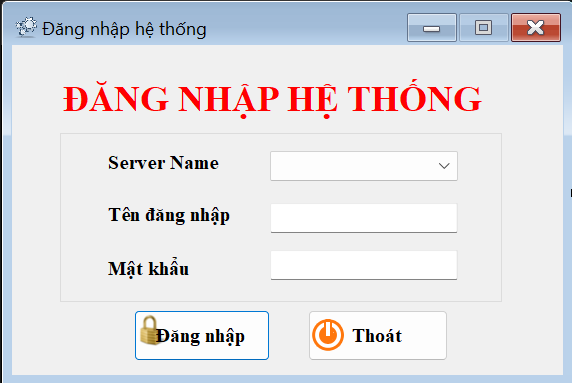 Đăng nhập hệ thống
ĐĂNG NHẬP HỆ THỐNG
Server Name
Tên đăng nhập
Mật khẩu
Đăng nhập
Thoát